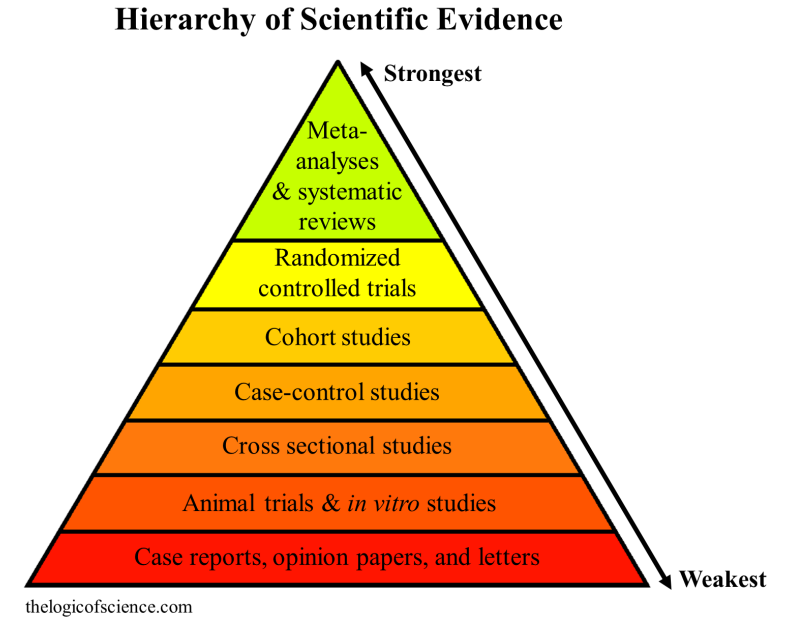 Hierarchy of Scientific Evidence
Strongest
Meta-
analyses
& systematic
reviews
Randomized
controlled trials
Cohort studies
Case-control studies
Cross sectional studies
Animal trials & in vitro studies
Case reports, opinion papers, and letters
Weakest
thelogicofscience.com